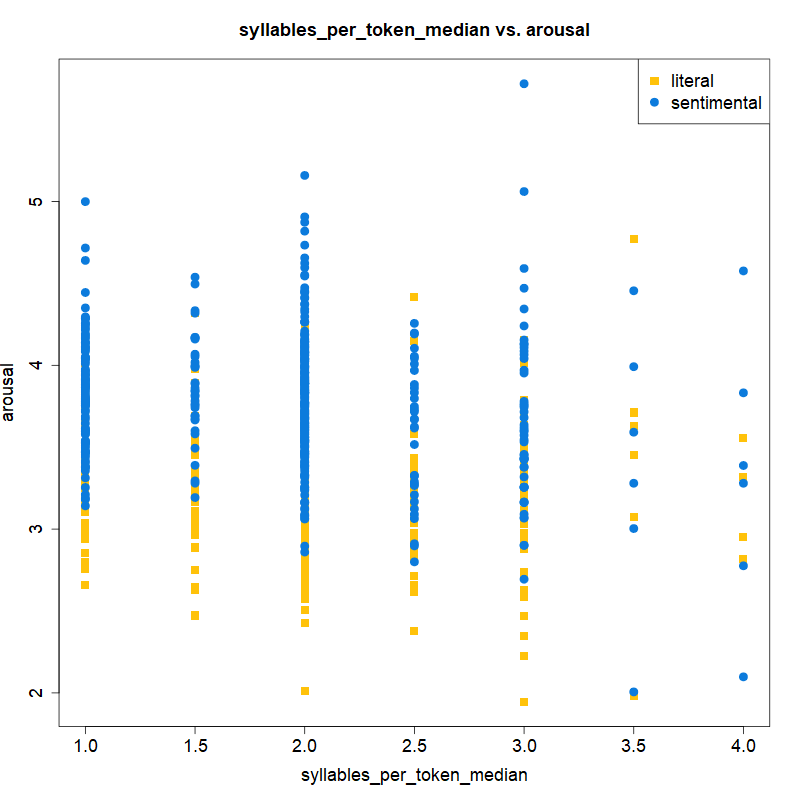 syllables_per_token_median vs. arousal
literal
sentimental
arousal
5
4
3
2
1.0 1.5 2.0 2.5 3.0 3.5 4.0
syllables_per_token_median